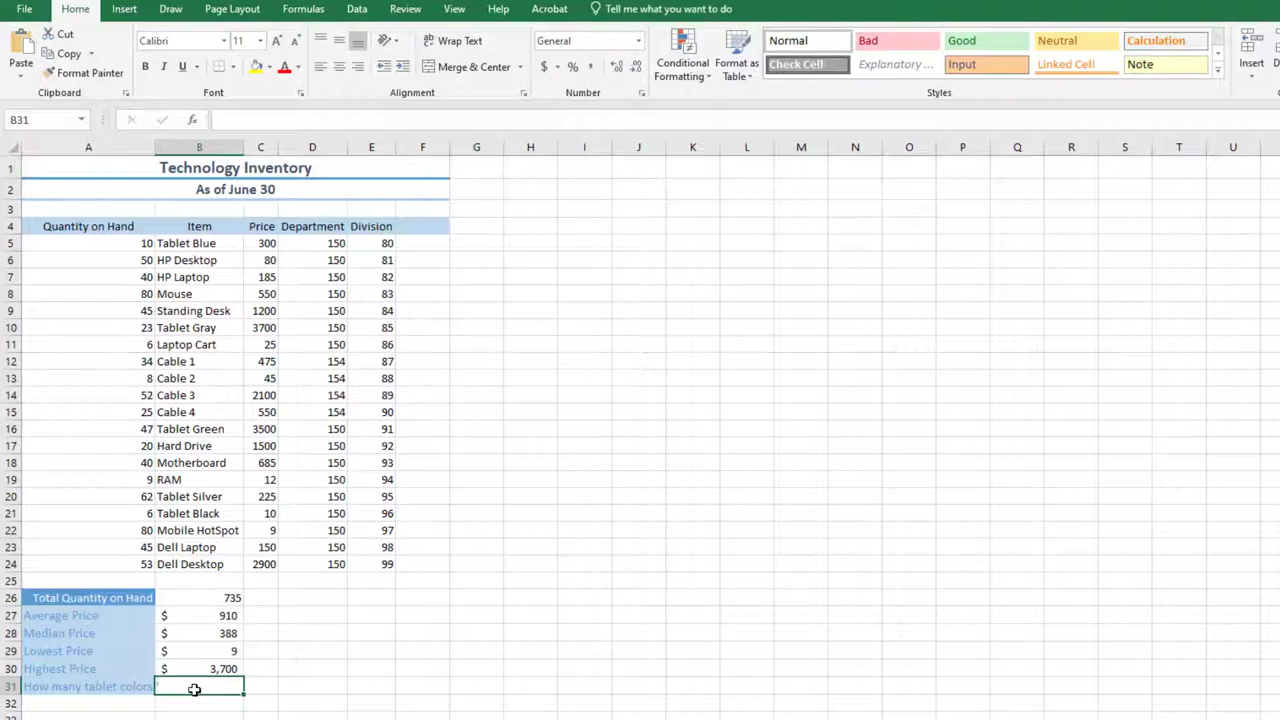 File Home Insert Draw Page Layout Formulas Data Review View Help Acrobat Tell me what you want to do
Paste Cut Copy Format Painter
Calibri 11 A A
B I U A
ab Wrap Text
Merge & Center
General
$ % ,
Conditional Formatting
Format as Table
Normal Bad Good Neutral Calculation
Check Cell Explanatory ... Input Linked Cell Note
Insert
Clipboard Font Alignment Number Styles
B31 fx
A B C D E F G H I J K L M N O P Q R S T U
1 Technology Inventory
2 As of June 30
3
4 Quantity on Hand Item Price Department Division
5 10 Tablet Blue 300 150 80
6 50 HP Desktop 80 150 81
7 40 HP Laptop 185 150 82
8 80 Mouse 550 150 83
9 45 Standing Desk 1200 150 84
10 23 Tablet Gray 3700 150 85
11 6 Laptop Cart 25 150 86
12 34 Cable 1 475 154 87
13 8 Cable 2 45 154 88
14 52 Cable 3 2100 154 89
15 25 Cable 4 550 154 90
16 47 Tablet Green 3500 150 91
17 20 Hard Drive 1500 150 92
18 40 Motherboard 685 150 93
19 9 RAM 12 150 94
20 62 Tablet Silver 225 150 95
21 6 Tablet Black 10 150 96
22 80 Mobile HotSpot 9 150 97
23 45 Dell Laptop 150 150 98
24 53 Dell Desktop 2900 150 99
25
26 Total Quantity on Hand 735
27 Average Price $ 910
28 Median Price $ 388
29 Lowest Price $ 9
30 Highest Price $ 3,700
31 How many tablet colors
32